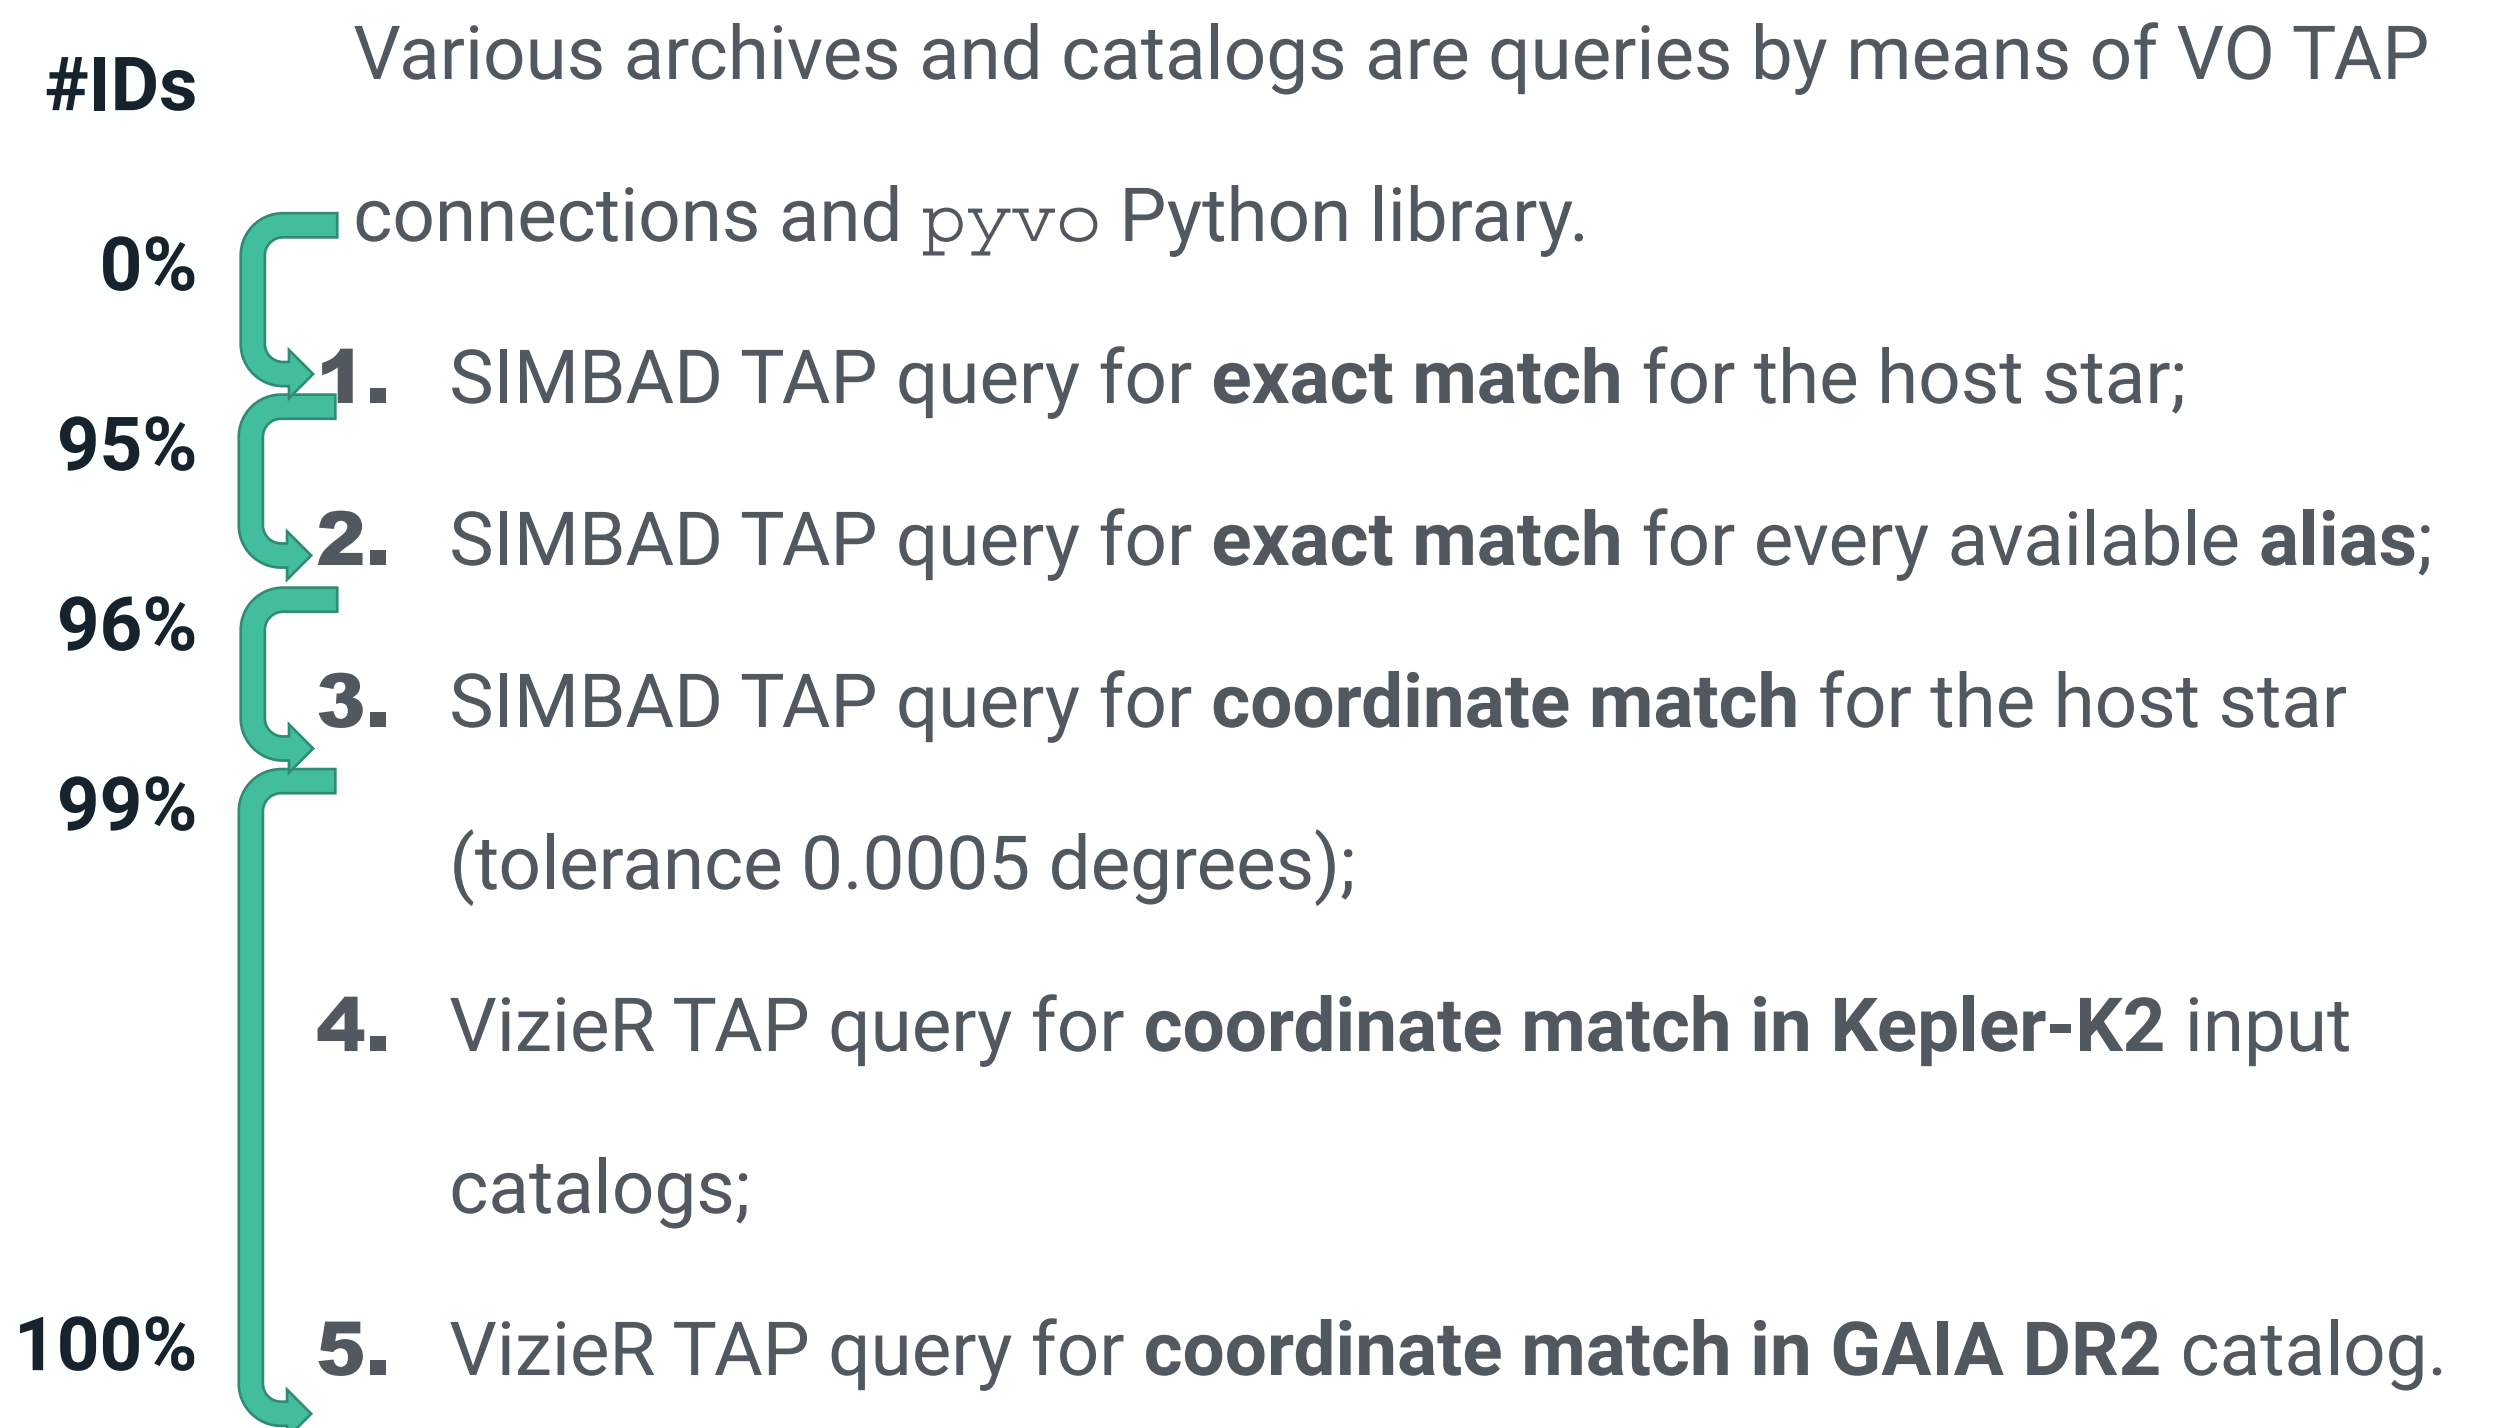 #IDs
Various archives and catalogs are queries by means of VO TAP
connections and pyvo Python library.
0%
1. SIMBAD TAP query for exact match for the host star;
95%
2. SIMBAD TAP query for exact match for every available alias;
96%
3. SIMBAD TAP query for coordinate match for the host star
99%
(tolerance 0.0005 degrees);
4. VizieR TAP query for coordinate match in Kepler-K2 input
catalogs;
100%
5. VizieR TAP query for coordinate match in GAIA DR2 catalog.